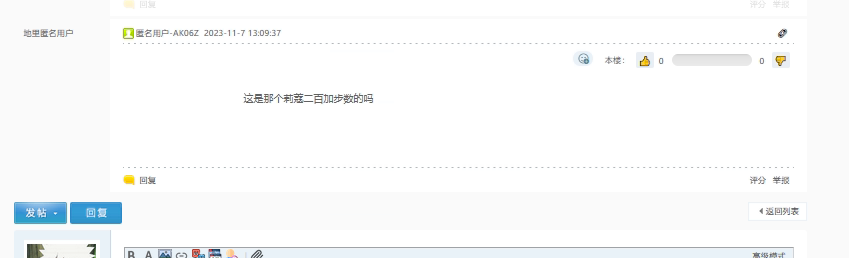 回复
评分 举报
地里匿名用户
匿名用户-AK06Z 2023-11-7 13:09:37
本楼: 0 0
这是那个莉蔻二百加步数的吗
回复
评分 举报
发帖 回复
返回列表
B A
高级模式